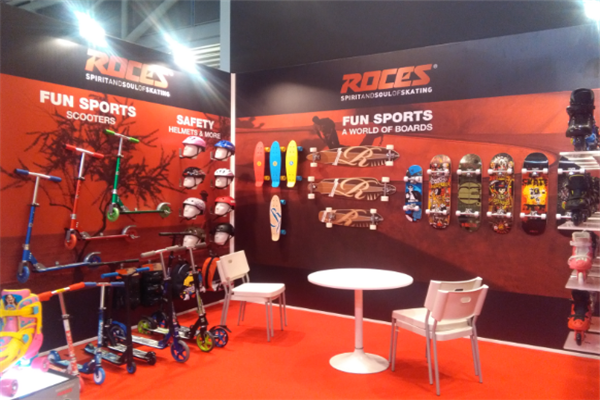 ROCES
SPIRITANDSOULOFSKATING
FUN SPORTS
SCOOTERS
SAFETY
HELMETS & MORE
ROCES®
SPIRITANDSOULOFSKATING
FUN SPORTS
A WORLD OF BOARDS